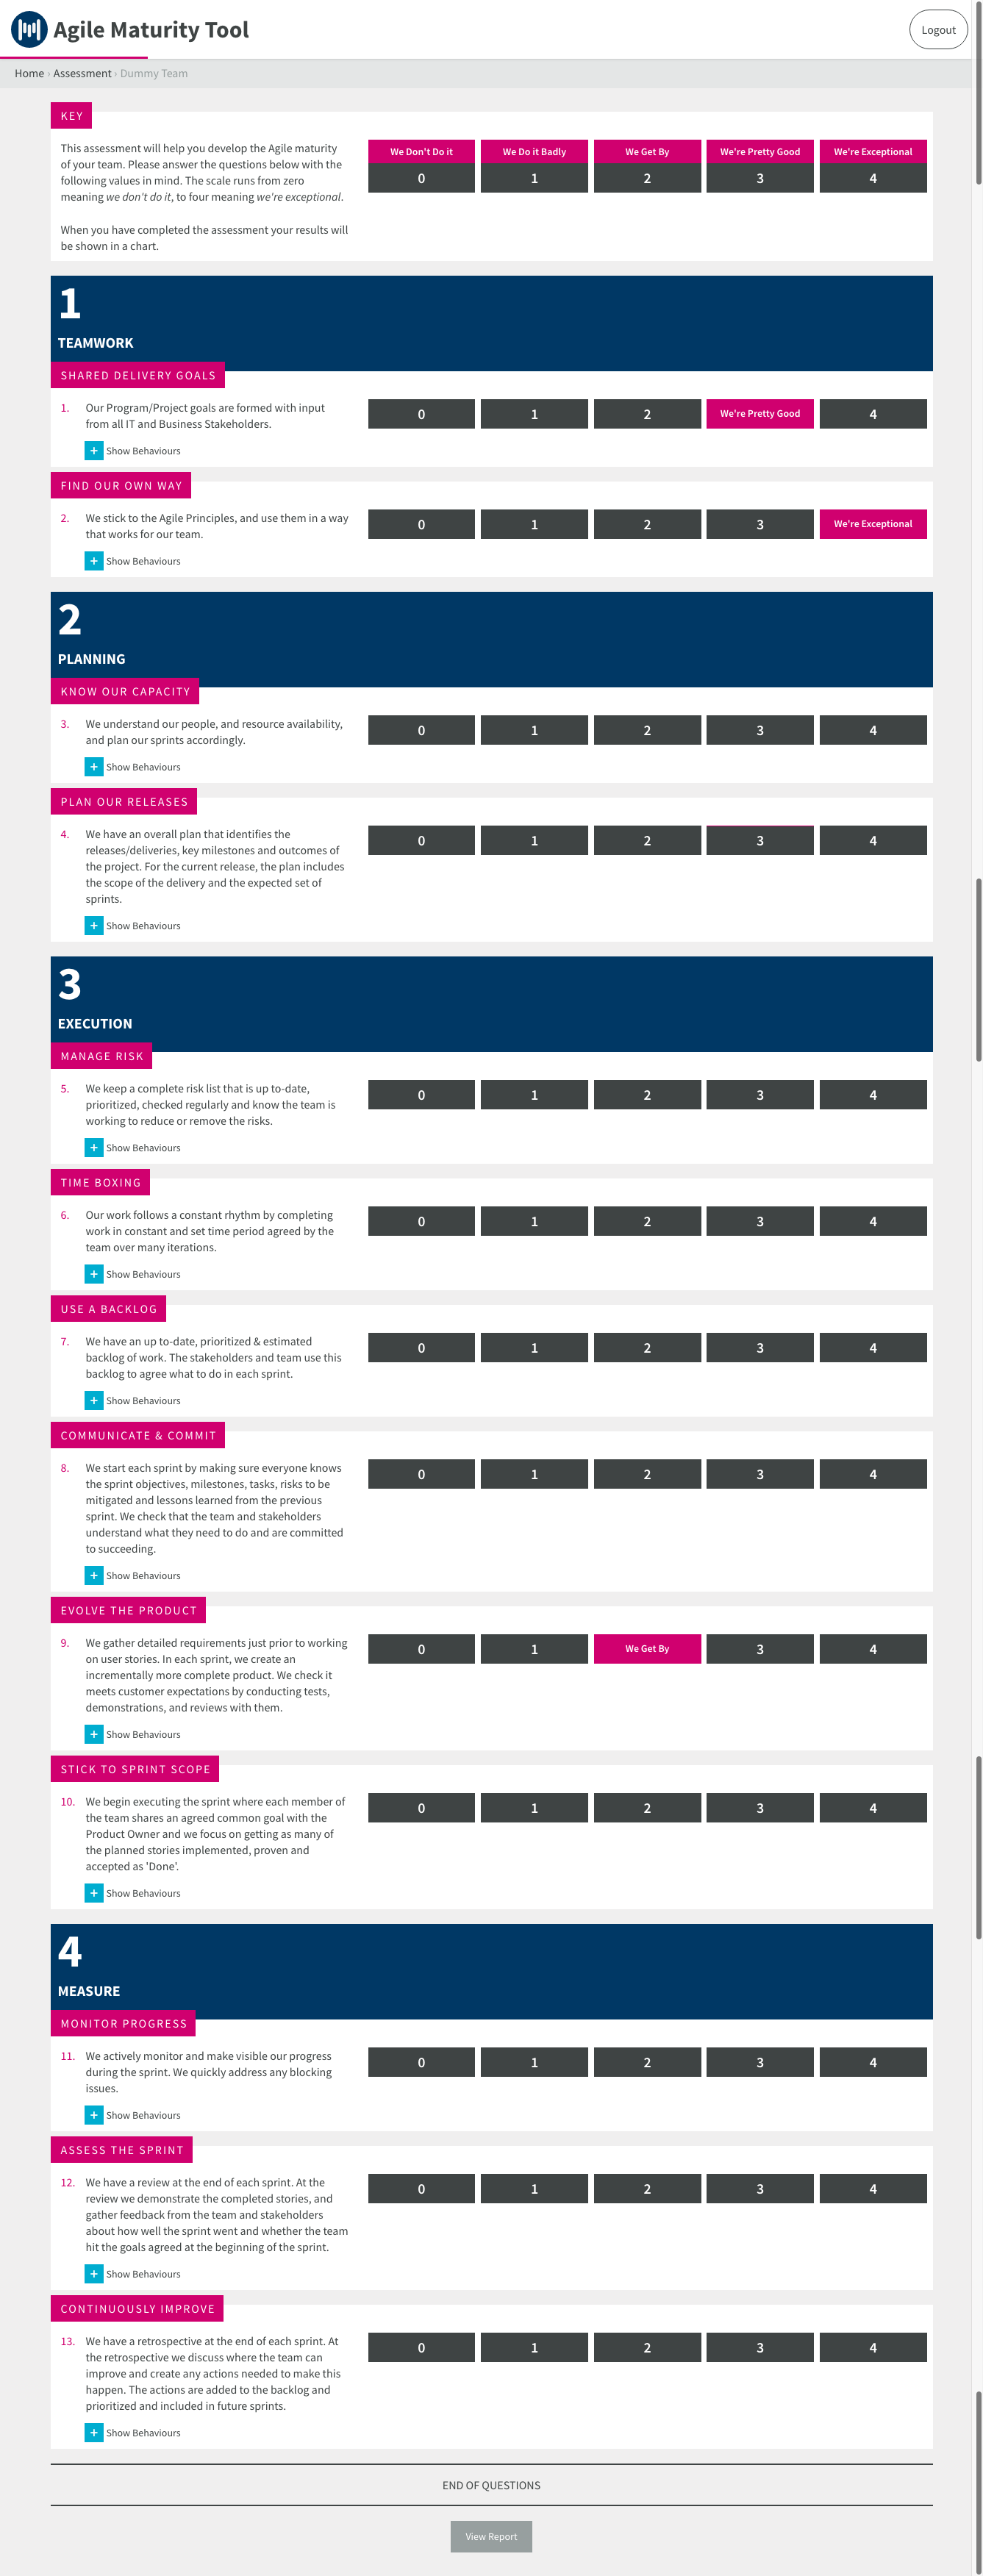 Agile Maturity Tool
Logout
Home › Assessment › Dummy Team
KEY
This assessment will help you develop the Agile maturity
of your team. Please answer the questions below with the
following values in mind. The scale runs from zero
meaning we don't do it, to four meaning we're exceptional.
When you have completed the assessment your results will
be shown in a chart.
We Don't Do it We Do it Badly We Get By We're Pretty Good We're Exceptional
0 1 2 3 4
1
TEAMWORK
SHARED DELIVERY GOALS
1. Our Program/Project goals are formed with input
from all IT and Business Stakeholders.
+ Show Behaviours
0 1 2 We're Pretty Good 4
FIND OUR OWN WAY
2. We stick to the Agile Principles, and use them in a way
that works for our team.
+ Show Behaviours
0 1 2 3 We're Exceptional
2
PLANNING
KNOW OUR CAPACITY
3. We understand our people, and resource availability,
and plan our sprints accordingly.
+ Show Behaviours
0 1 2 3 4
PLAN OUR RELEASES
4. We have an overall plan that identifies the
releases/deliveries, key milestones and outcomes of
the project. For the current release, the plan includes
the scope of the delivery and the expected set of
sprints.
+ Show Behaviours
0 1 2 3 4
3
EXECUTION
MANAGE RISK
5. We keep a complete risk list that is up to-date,
prioritized, checked regularly and know the team is
working to reduce or remove the risks.
+ Show Behaviours
0 1 2 3 4
TIME BOXING
6. Our work follows a constant rhythm by completing
work in constant and set time period agreed by the
team over many iterations.
+ Show Behaviours
0 1 2 3 4
USE A BACKLOG
7. We have an up to-date, prioritized & estimated
backlog of work. The stakeholders and team use this
backlog to agree what to do in each sprint.
+ Show Behaviours
0 1 2 3 4
COMMUNICATE & COMMIT
8. We start each sprint by making sure everyone knows
the sprint objectives, milestones, tasks, risks to be
mitigated and lessons learned from the previous
sprint. We check that the team and stakeholders
understand what they need to do and are committed
to succeeding.
+ Show Behaviours
0 1 2 3 4
EVOLVE THE PRODUCT
9. We gather detailed requirements just prior to working
on user stories. In each sprint, we create an
incrementally more complete product. We check it
meets customer expectations by conducting tests,
demonstrations, and reviews with them.
+ Show Behaviours
0 1 We Get By 3 4
STICK TO SPRINT SCOPE
10. We begin executing the sprint where each member of
the team shares an agreed common goal with the
Product Owner and we focus on getting as many of
the planned stories implemented, proven and
accepted as 'Done'.
+ Show Behaviours
0 1 2 3 4
4
MEASURE
MONITOR PROGRESS
11. We actively monitor and make visible our progress
during the sprint. We quickly address any blocking
issues.
+ Show Behaviours
0 1 2 3 4
ASSESS THE SPRINT
12. We have a review at the end of each sprint. At the
review we demonstrate the completed stories, and
gather feedback from the team and stakeholders
about how well the sprint went and whether the team
hit the goals agreed at the beginning of the sprint.
+ Show Behaviours
0 1 2 3 4
CONTINUOUSLY IMPROVE
13. We have a retrospective at the end of each sprint. At
the retrospective we discuss where the team can
improve and create any actions needed to make this
happen. The actions are added to the backlog and
prioritized and included in future sprints.
+ Show Behaviours
0 1 2 3 4
END OF QUESTIONS
View Report